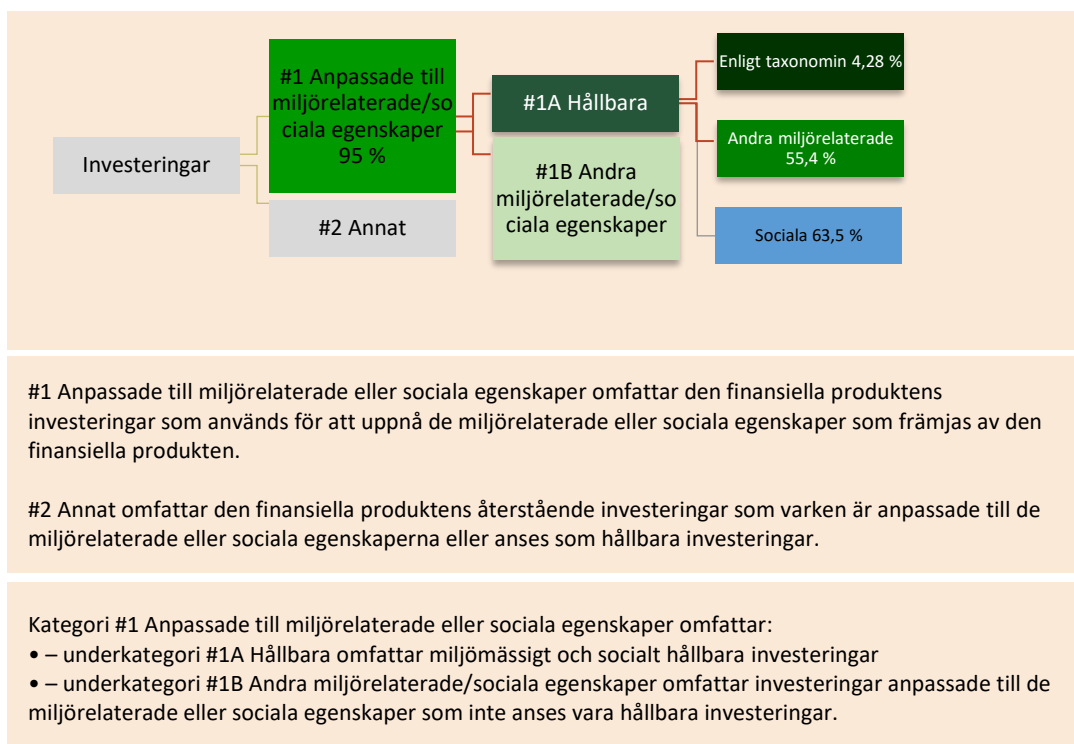 Investeringar
#1 Anpassade till
miljörelaterade/so
ciala egenskaper
95 %
#2 Annat
#1A Hållbara
#1B Andra
miljörelaterade/so
ciala egenskaper
Enligt taxonomin 4,28 %
Andra miljörelaterade
55,4 %
Sociala 63,5 %
#1 Anpassade till miljörelaterade eller sociala egenskaper omfattar den finansiella produktens
investeringar som används för att uppnå de miljörelaterade eller sociala egenskaper som främjas av den
finansiella produkten.
#2 Annat omfattar den finansiella produktens återstående investeringar som varken är anpassade till de
miljörelaterade eller sociala egenskaperna eller anses som hållbara investeringar.
Kategori #1 Anpassade till miljörelaterade eller sociala egenskaper omfattar:
• – underkategori #1A Hållbara omfattar miljömässigt och socialt hållbara investeringar
• – underkategori #1B Andra miljörelaterade/sociala egenskaper omfattar investeringar anpassade till de
miljörelaterade eller sociala egenskaper som inte anses vara hållbara investeringar.